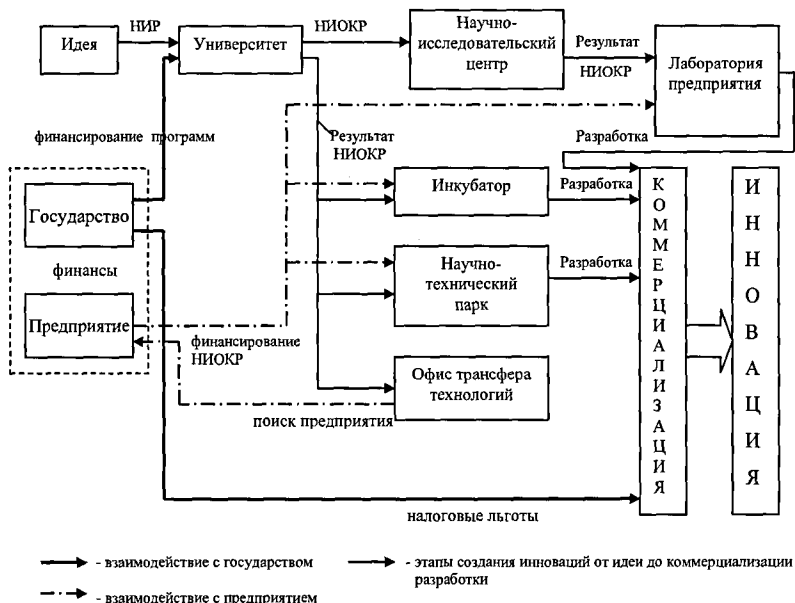 Идея
НИР
Университет
НИОКР
Научно-
исследовательский
центр
Результат
НИОКР
Лаборатория
предприятия
финансирование программ
Результат
НИОКР
Разработка
Государство
финансы
Предприятие
Инкубатор
Разработка
Научно-
технический
парк
Разработка
финансирование
НИОКР
Офис трансфера
технологий
поиск предприятия
КОММЕРЦИАЛИЗАЦИЯ
ИННОВАЦИЯ
налоговые льготы
- взаимодействие с государством
- этапы создания инноваций от идеи до коммерциализации
разработки
- взаимодействие с предприятием